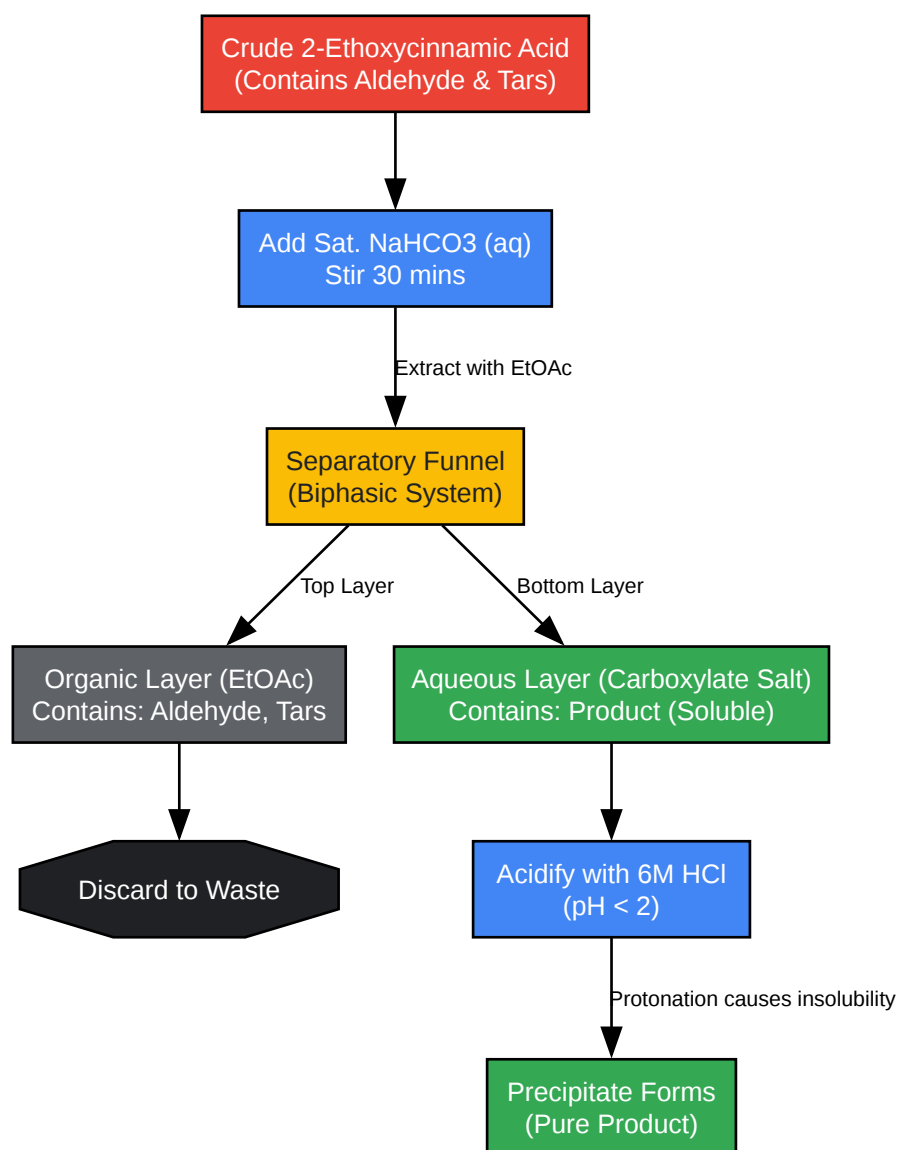 Crude 2-Ethoxycinnamic Acid
(Contains Aldehyde & Tars)
Add Sat. NaHCO3 (aq)
Stir 30 mins
Extract with EtOAc
Separatory Funnel
(Biphasic System)
Top Layer
Bottom Layer
Organic Layer (EtOAc)
Contains: Aldehyde, Tars
Aqueous Layer (Carboxylate Salt)
Contains: Product (Soluble)
Discard to Waste
Acidify with 6M HCl
(pH < 2)
Protonation causes insolubility
Precipitate Forms
(Pure Product)